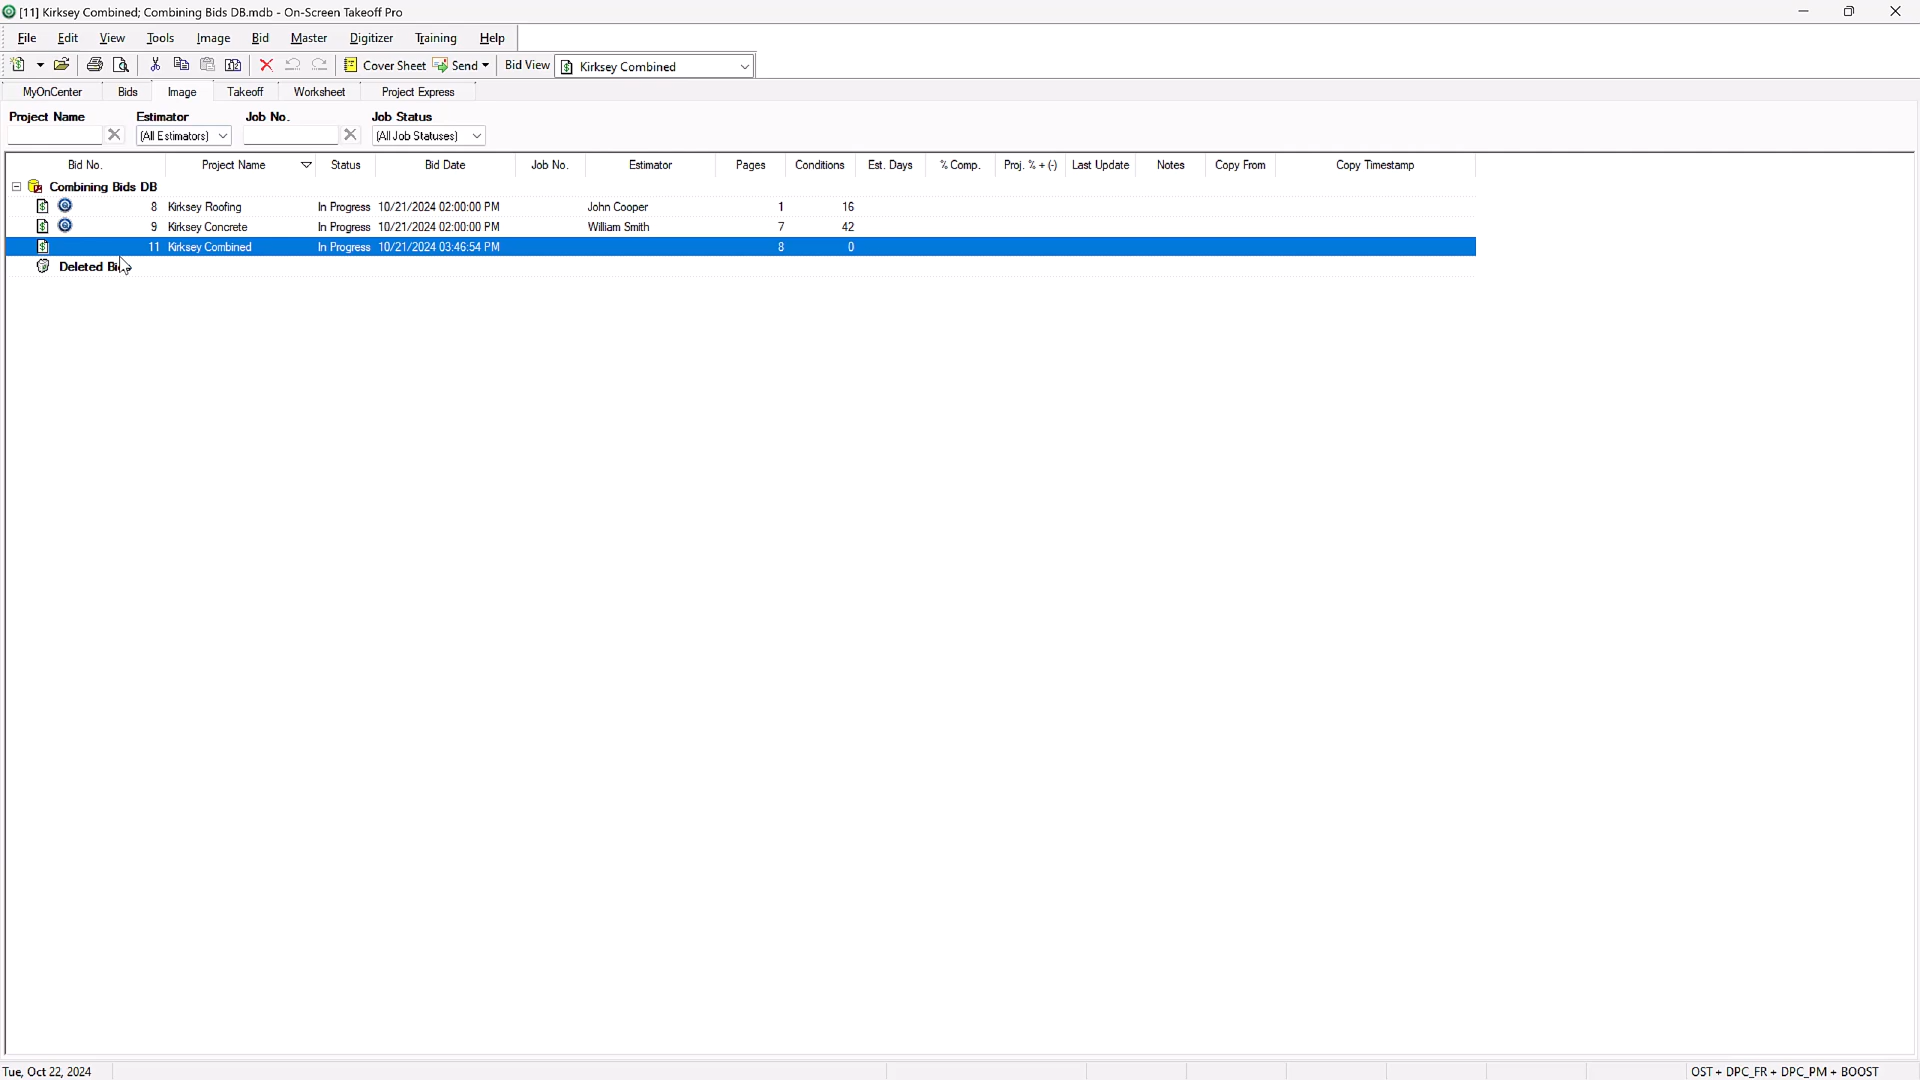 [11] Kirksey Combined; Combining Bids DB.mdb - On-Screen Takeoff Pro
File Edit View Tools Image Bid Master Digitizer Training Help
Cover Sheet Send Bid View Kirksey Combined
MyOnCenter Bids Image Takeoff Worksheet Project Express
Project Name Estimator Job No. Job Status
(All Estimators) (All Job Statuses)
Bid No. Project Name Status Bid Date Job No. Estimator Pages Conditions Est. Days % Comp. Proj. % + (-) Last Update Notes Copy From Copy Timestamp
Combining Bids DB
8 Kirksey Roofing In Progress 10/21/2024 02:00:00 PM John Cooper 1 16
9 Kirksey Concrete In Progress 10/21/2024 02:00:00 PM William Smith 7 42
11 Kirksey Combined In Progress 10/21/2024 03:46:54 PM 8 0
Deleted
Tue, Oct 22, 2024 OST + DPC_FR + DPC_PM + BOOST